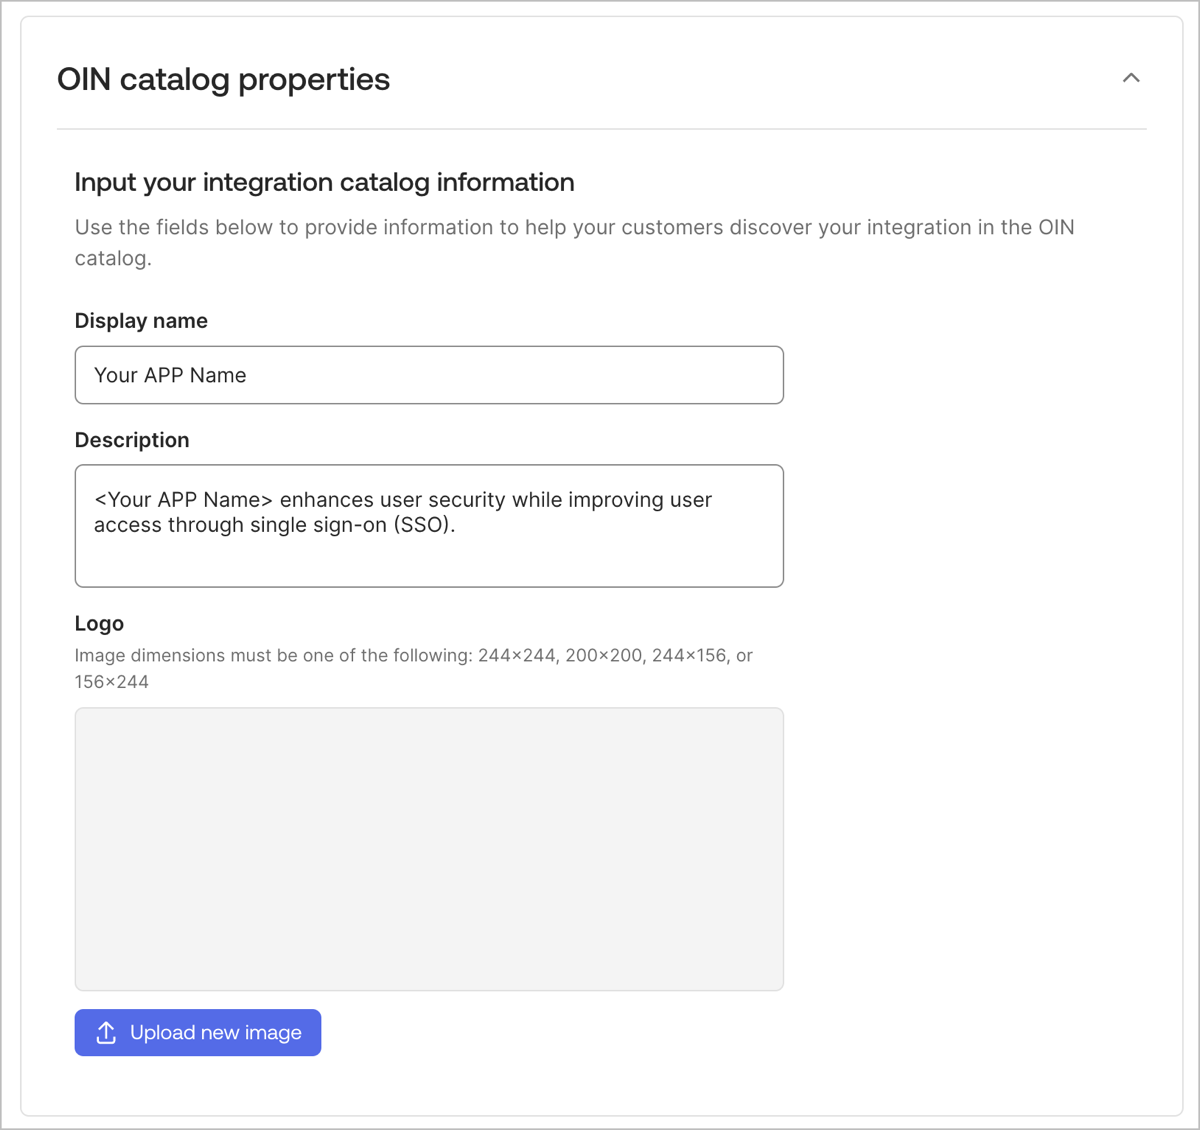 OIN catalog properties
Input your integration catalog information
Use the fields below to provide information to help your customers discover your integration in the OIN
catalog.
Display name
Your APP Name
Description
<Your APP Name> enhances user security while improving user
access through single sign-on (SSO).
Logo
Image dimensions must be one of the following: 244×244, 200×200, 244×156, or
156×244
Upload new image